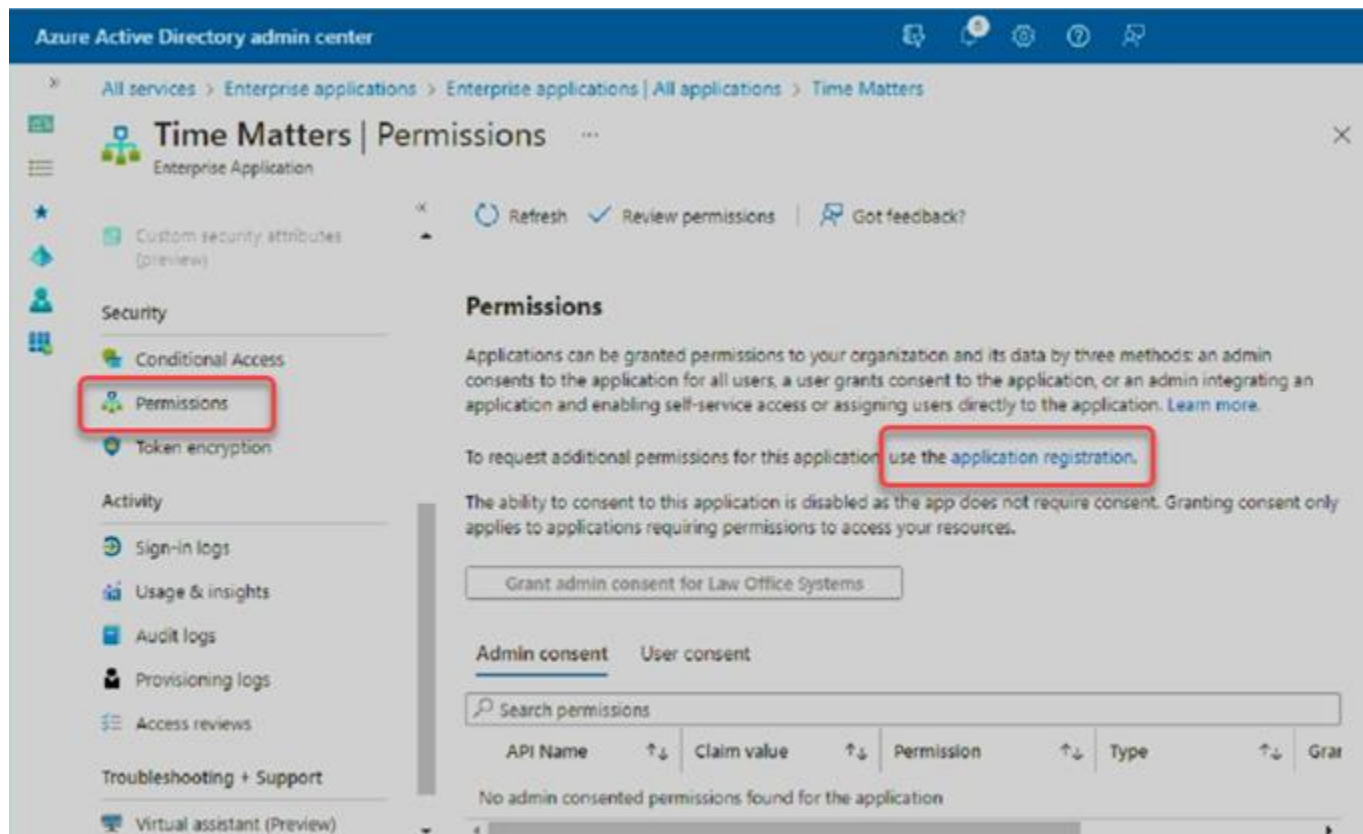 Azure Active Directory admin center
All services > Enterprise applications > Enterprise applications | All applications > Time Matters
Time Matters | Permissions ...
Enterprise Application
Refresh
Review permissions
Got feedback?
Custom security attributes
(preview)
Security
Conditional Access
Permissions
Token encryption
Activity
Sign-in logs
Usage & insights
Audit logs
Provisioning logs
Access reviews
Troubleshooting + Support
Virtual assistant (Preview)
Permissions
Applications can be granted permissions to your organization and its data by three methods: an admin
consents to the application for all users, a user grants consent to the application, or an admin integrating an
application and enabling self-service access or assigning users directly to the application. Learn more.
To request additional permissions for this application use the application registration.
The ability to consent to this application is disabled as the app does not require consent. Granting consent only
applies to applications requiring permissions to access your resources.
Grant admin consent for Law Office Systems
Admin consent User consent
Search permissions
API Name Claim value Permission Type Grar
No admin consented permissions found for the application